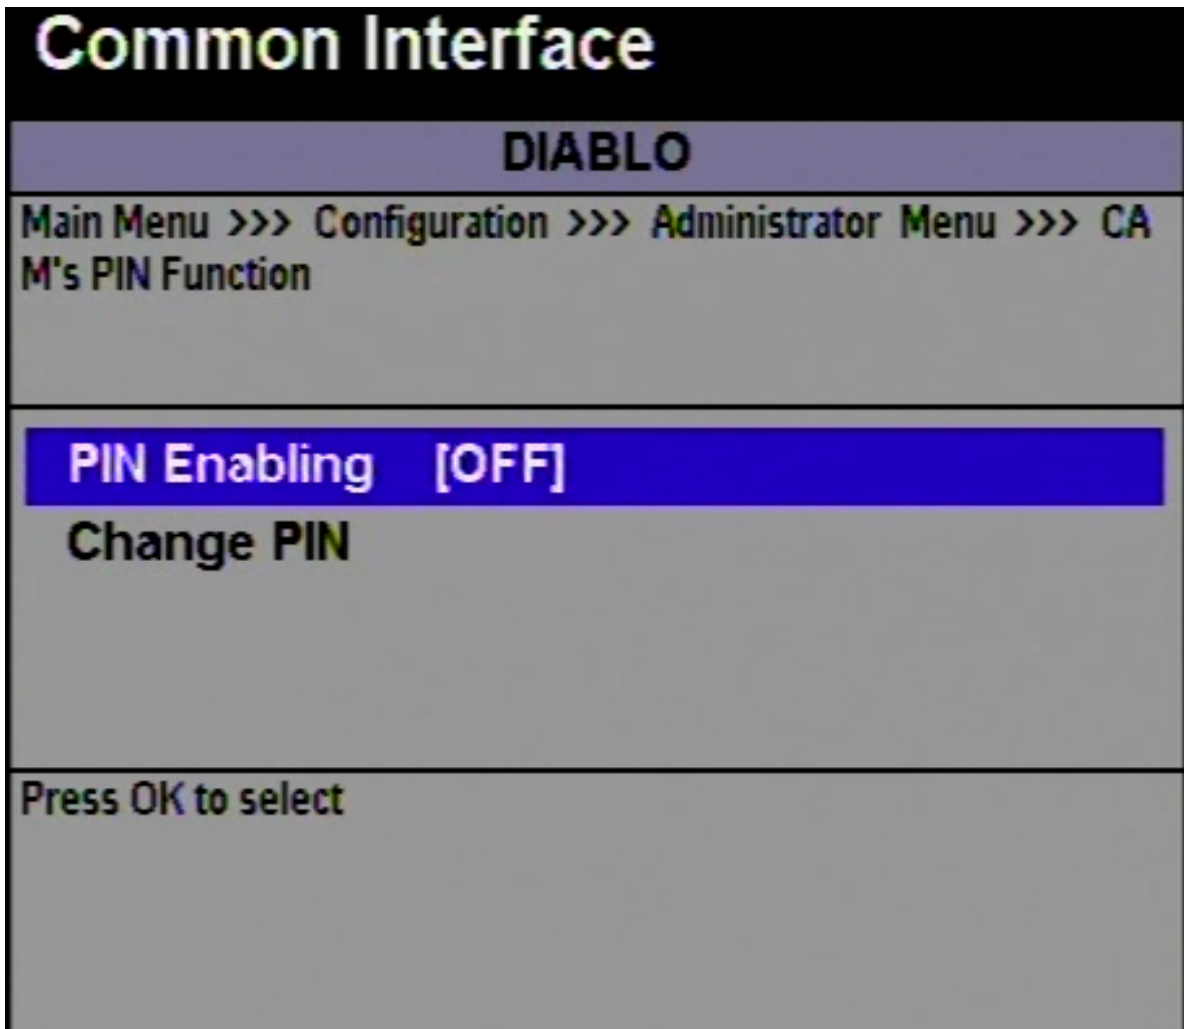 Common Interface
DIABLO
Main Menu >>> Configuration >>> Administrator Menu >>> CA
M's PIN Function
PIN Enabling [OFF]
Change PIN
Press OK to select